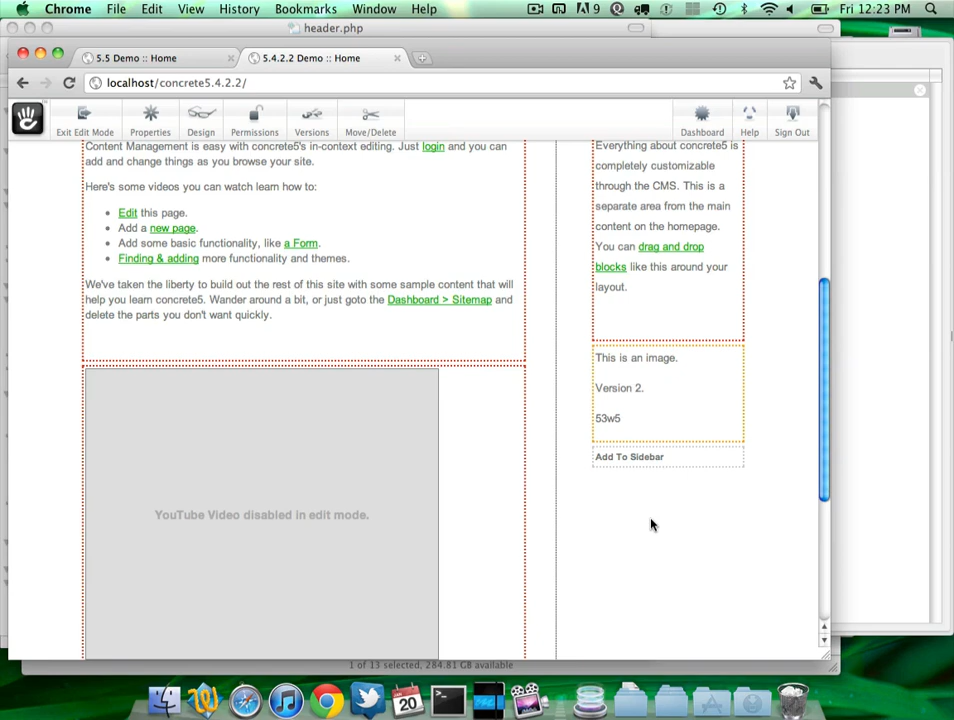 Chrome File Edit View History Bookmarks Window Help
9
Fri 12:23 PM
header.php
5.5 Demo :: Home
5.4.2.2 Demo :: Home
localhost/concrete5.4.2.2/
Exit Edit Mode Properties Design Permissions Versions Move/Delete Dashboard Help Sign Out
Content Management is easy with concrete5's in-context editing. Just login and you can
add and change things as you browse your site.
Here's some videos you can watch learn how to:
Edit this page.
Add a new page.
Add some basic functionality, like a Form.
Finding & adding more functionality and themes.
We've taken the liberty to build out the rest of this site with some sample content that will
help you learn concrete5. Wander around a bit, or just goto the Dashboard > Sitemap and
delete the parts you don't want quickly.
YouTube Video disabled in edit mode.
Everything about concrete5 is
completely customizable
through the CMS. This is a
separate area from the main
content on the homepage.
You can drag and drop
blocks like this around your
layout.
This is an image.
Version 2.
53w5
Add To Sidebar
1 of 13 selected, 284.81 GB available
JAN
20